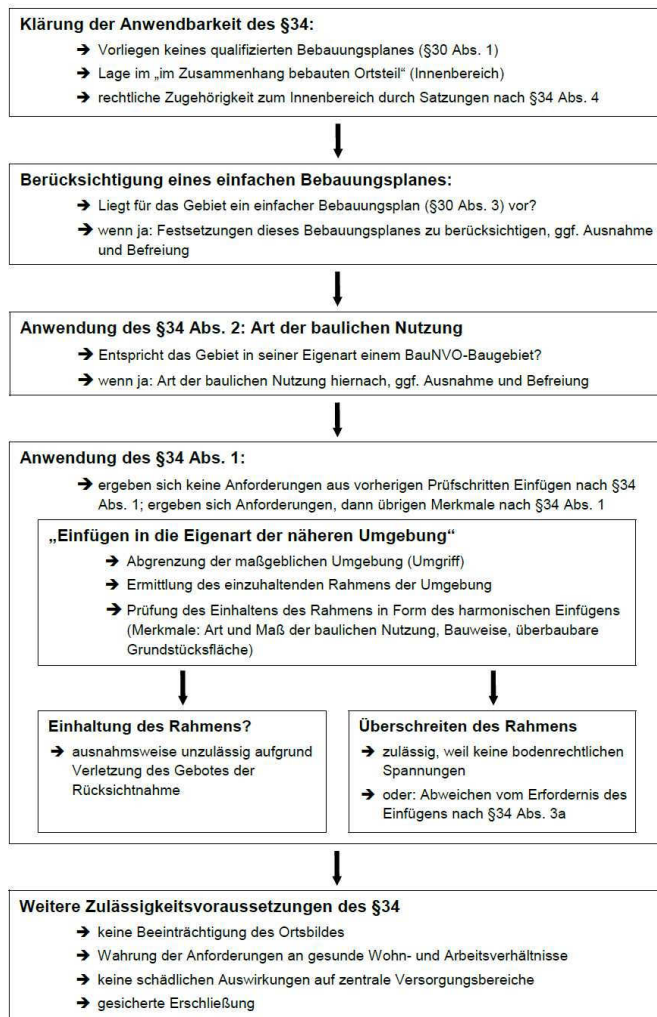 Klärung der Anwendbarkeit des §34:
➔ Vorliegen keines qualifizierten Bebauungsplanes (§30 Abs. 1)
➔ Lage im „im Zusammenhang bebauten Ortsteil“ (Innenbereich)
➔ rechtliche Zugehörigkeit zum Innenbereich durch Satzungen nach §34 Abs. 4
Berücksichtigung eines einfachen Bebauungsplanes:
➔ Liegt für das Gebiet ein einfacher Bebauungsplan (§30 Abs. 3) vor?
➔ wenn ja: Festsetzungen dieses Bebauungsplanes zu berücksichtigen, ggf. Ausnahme
und Befreiung
Anwendung des §34 Abs. 2: Art der baulichen Nutzung
➔ Entspricht das Gebiet in seiner Eigenart einem BauNVO-Baugebiet?
➔ wenn ja: Art der baulichen Nutzung hiernach, ggf. Ausnahme und Befreiung
Anwendung des §34 Abs. 1:
➔ ergeben sich keine Anforderungen aus vorherigen Prüfschritten Einfügen nach §34
Abs. 1; ergeben sich Anforderungen, dann übrigen Merkmale nach §34 Abs. 1
„Einfügen in die Eigenart der näheren Umgebung“
➔ Abgrenzung der maßgeblichen Umgebung (Umgriff)
➔ Ermittlung des einzuhaltenden Rahmens der Umgebung
➔ Prüfung des Einhaltens des Rahmens in Form des harmonischen Einfügens
(Merkmale: Art und Maß der baulichen Nutzung, Bauweise, überbaubare
Grundstücksfläche)
Einhaltung des Rahmens?
➔ ausnahmsweise unzulässig aufgrund
Verletzung des Gebotes der
Rücksichtnahme
Überschreiten des Rahmens
➔ zulässig, weil keine bodenrechtlichen
Spannungen
➔ oder: Abweichen vom Erfordernis des
Einfügens nach §34 Abs. 3a
Weitere Zulässigkeitsvoraussetzungen des §34
➔ keine Beeinträchtigung des Ortsbildes
➔ Wahrung der Anforderungen an gesunde Wohn- und Arbeitsverhältnisse
➔ keine schädlichen Auswirkungen auf zentrale Versorgungsbereiche
➔ gesicherte Erschließung